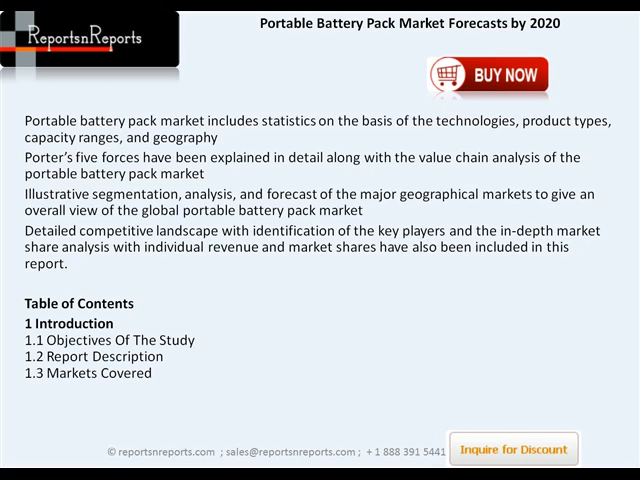 ReportsnReports
Portable Battery Pack Market Forecasts by 2020
BUY NOW
Portable battery pack market includes statistics on the basis of the technologies, product types,
capacity ranges, and geography
Porter's five forces have been explained in detail along with the value chain analysis of the
portable battery pack market
Illustrative segmentation, analysis, and forecast of the major geographical markets to give an
overall view of the global portable battery pack market
Detailed competitive landscape with identification of the key players and the in-depth market
share analysis with individual revenue and market shares have also been included in this
report.
Table of Contents
1 Introduction
1.1 Objectives Of The Study
1.2 Report Description
1.3 Markets Covered
© reportsnreports.com ; sales@reportsnreports.com ; + 1 888 391 5441
Inquire for Discount